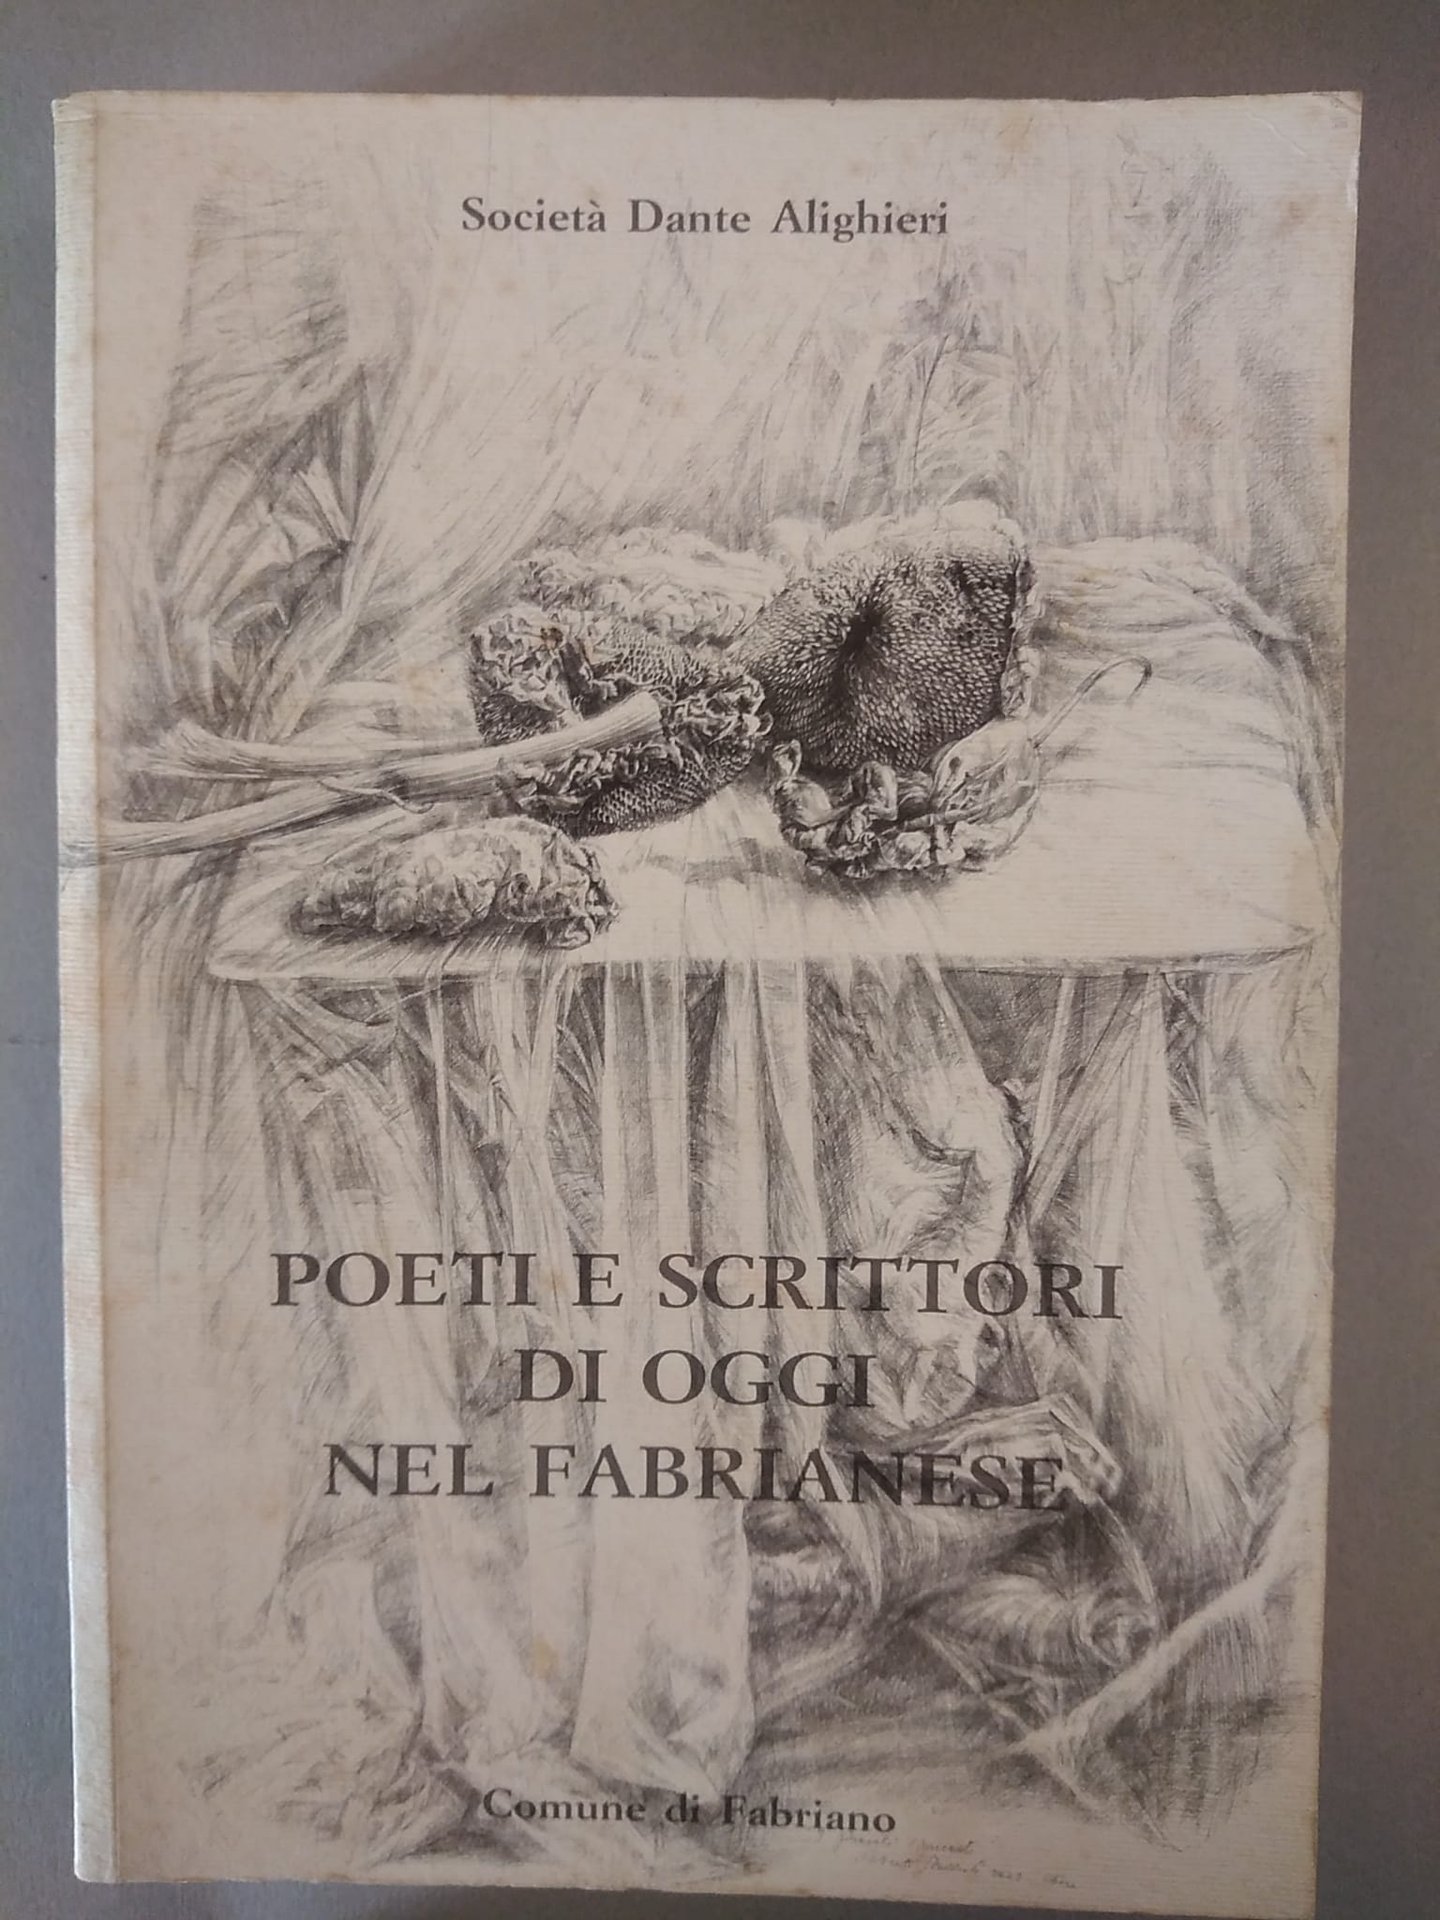 Società Dante Alighieri
POETI E SCRITTORI
DI OGGI
NEL FABRIANESE
Comune di Fabriano